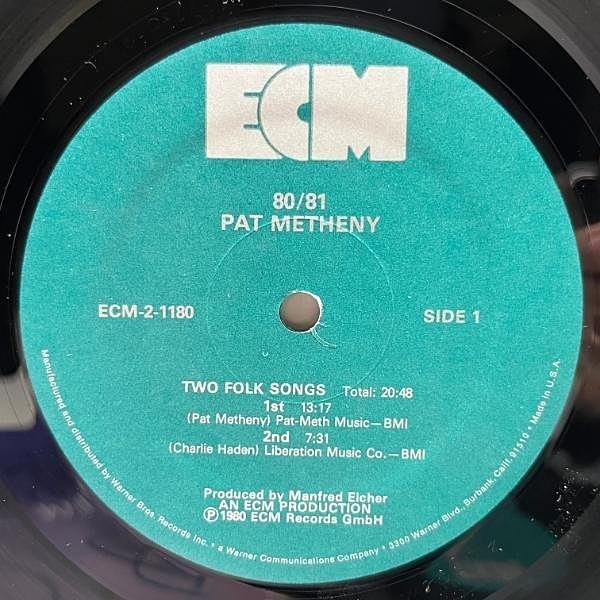 ECM
80/81
PAT METHENY
ECM-2-1180
SIDE 1
TWO FOLK SONGS Total: 20:48
1st 13:17
(Pat Metheny) Pat-Meth Music—BMI
2nd 7:31
(Charlie Haden) Liberation Music Co.—BMI
Produced by Manfred Eicher
AN ECM PRODUCTION
Ⓟ1980 ECM Records GmbH
Manufactured and distributed by Warner Bros. Records Inc. • a Warner Communications Company • 3300 Warner Blvd., Burbank, Calif. 91510 • Made in U.S.A.